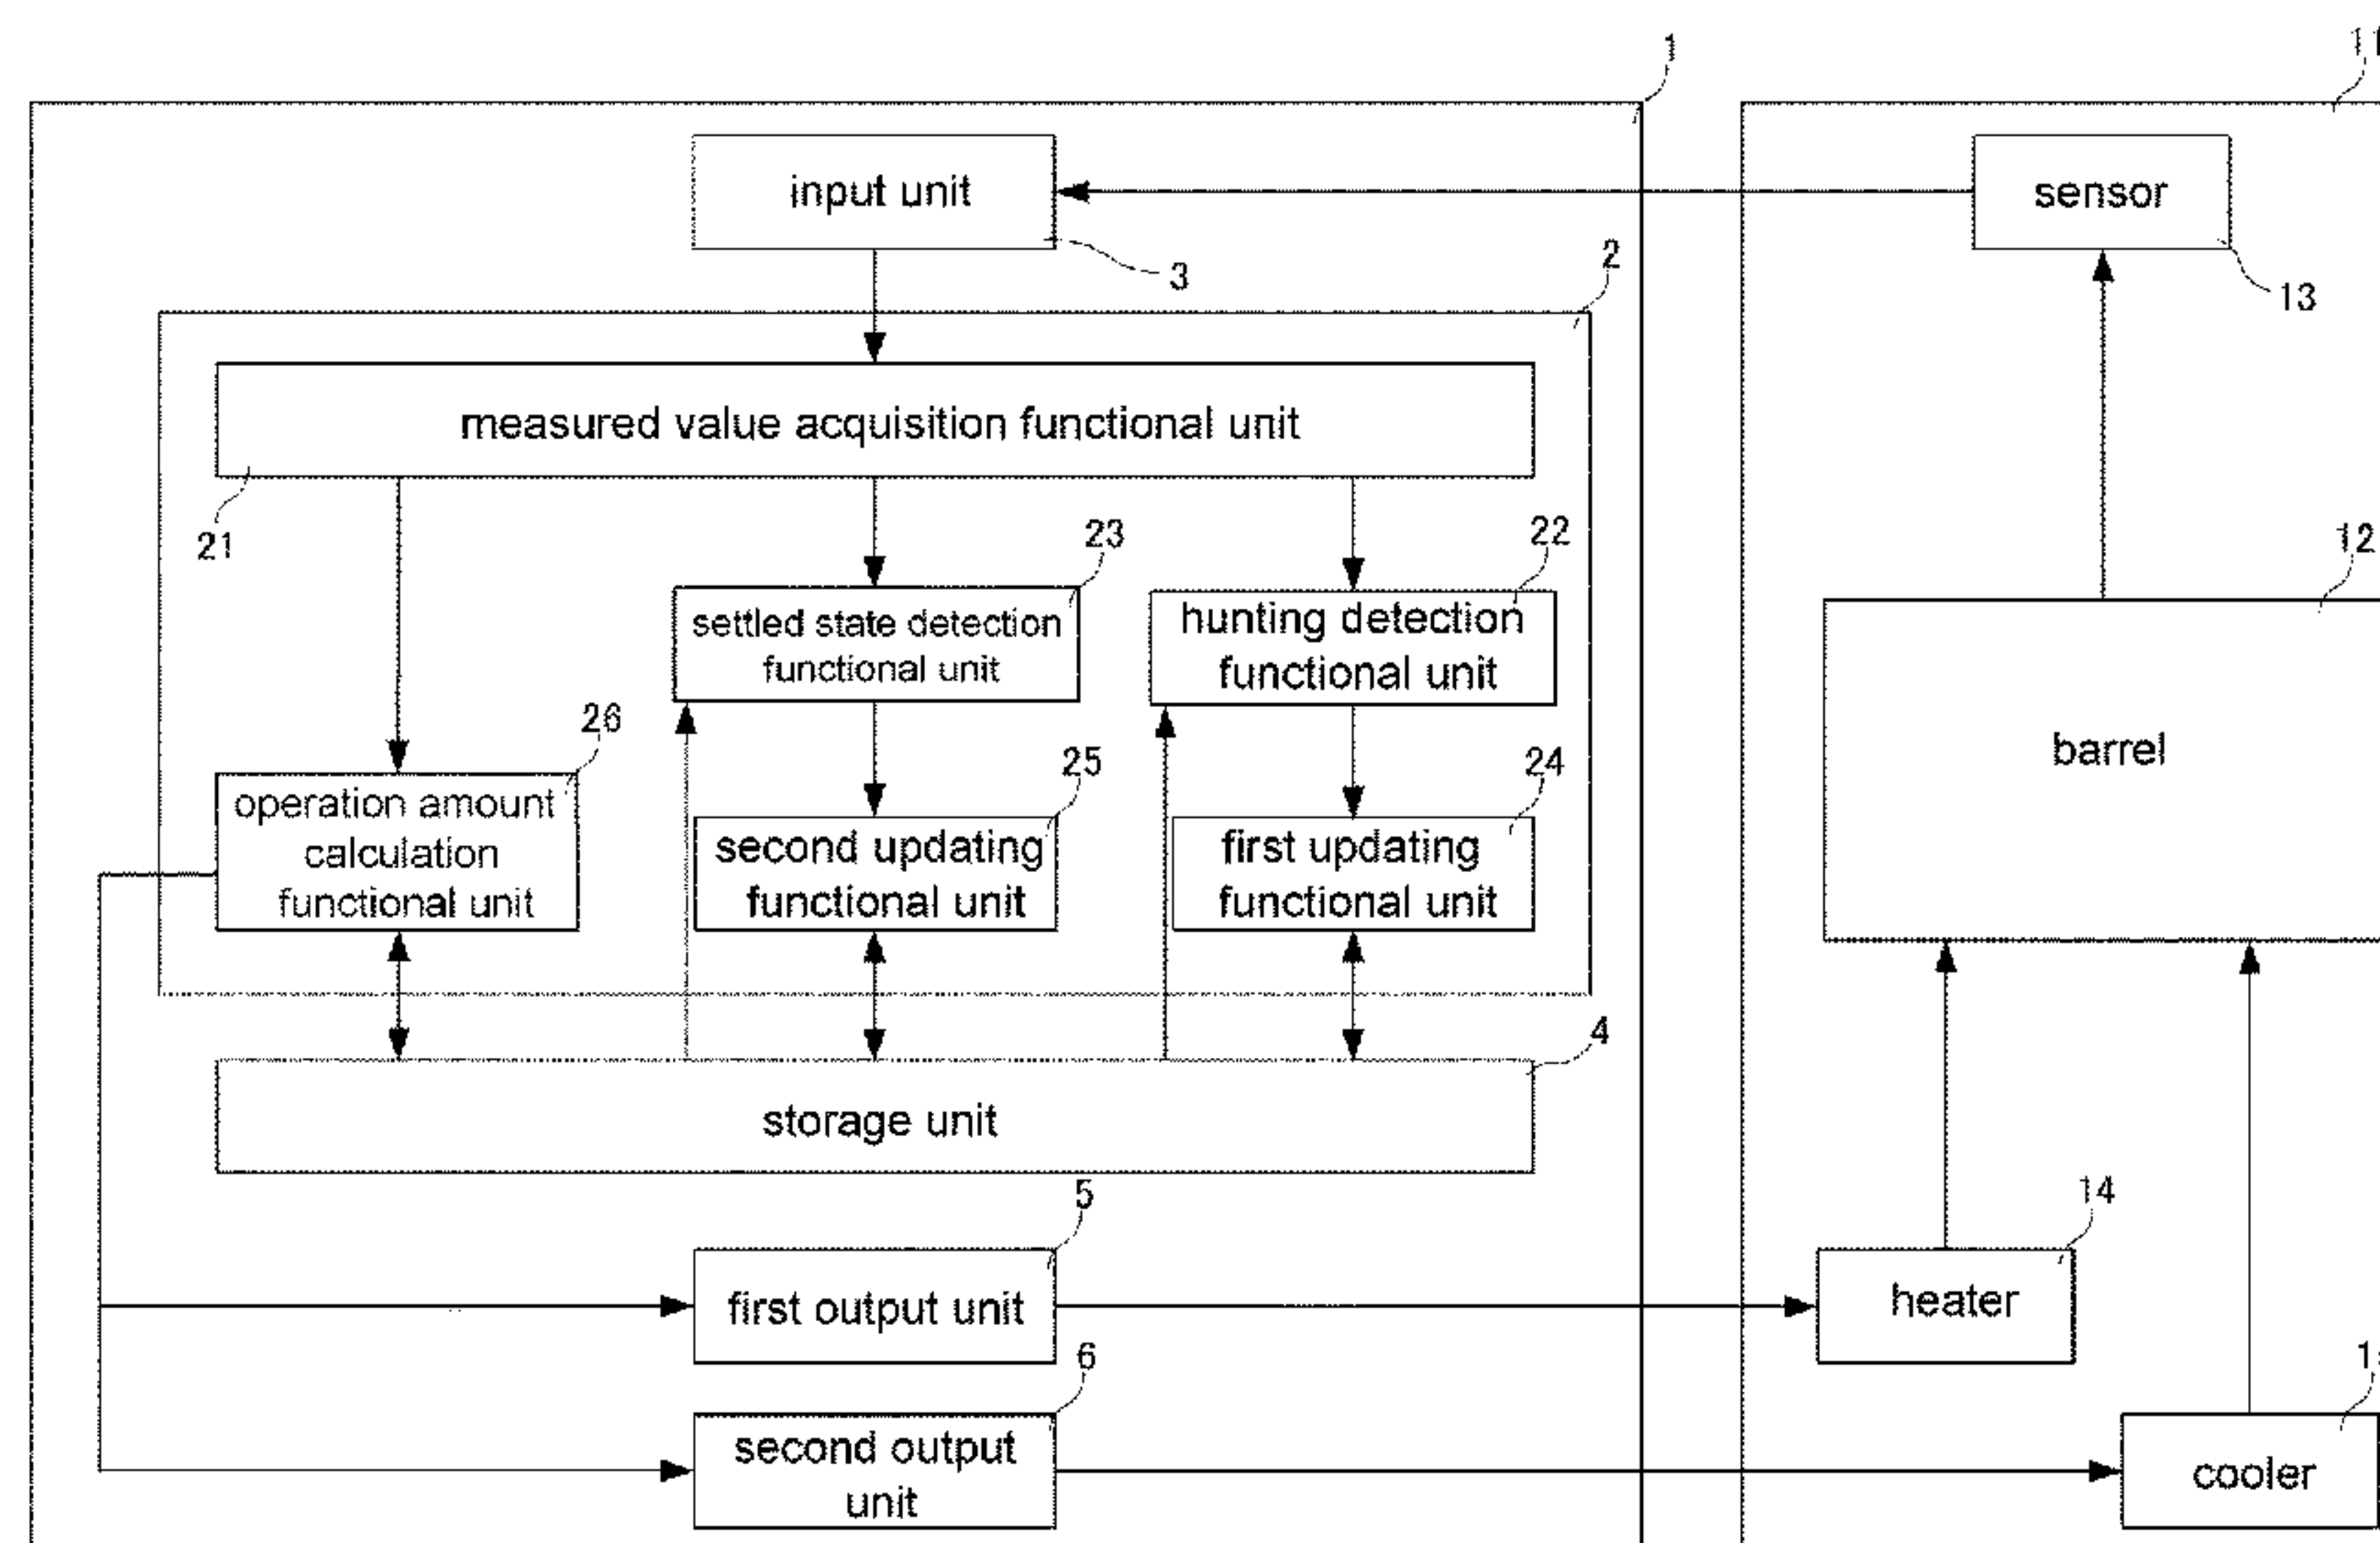 1
11
input unit
sensor
3
2
13
measured value acquisition functional unit
21
23
22
12
settled state detection
functional unit
hunting detection
functional unit
barrel
26
25
24
operation amount
calculation
functional unit
second updating
functional unit
first updating
functional unit
4
storage unit
5
14
first output unit
heater
6
second output
unit
cooler